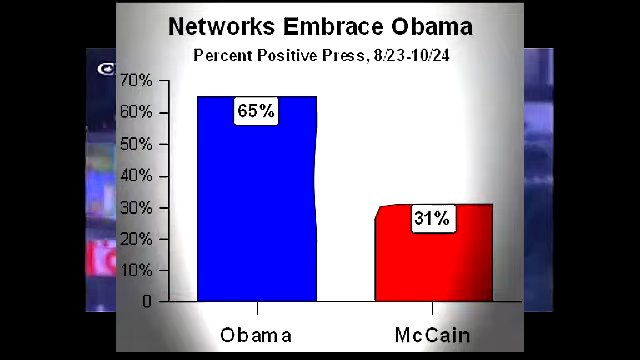 Networks Embrace Obama
Percent Positive Press, 8/23-10/24
70%
60%
50%
40%
30%
20%
10%
0
65%
31%
Obama
McCain